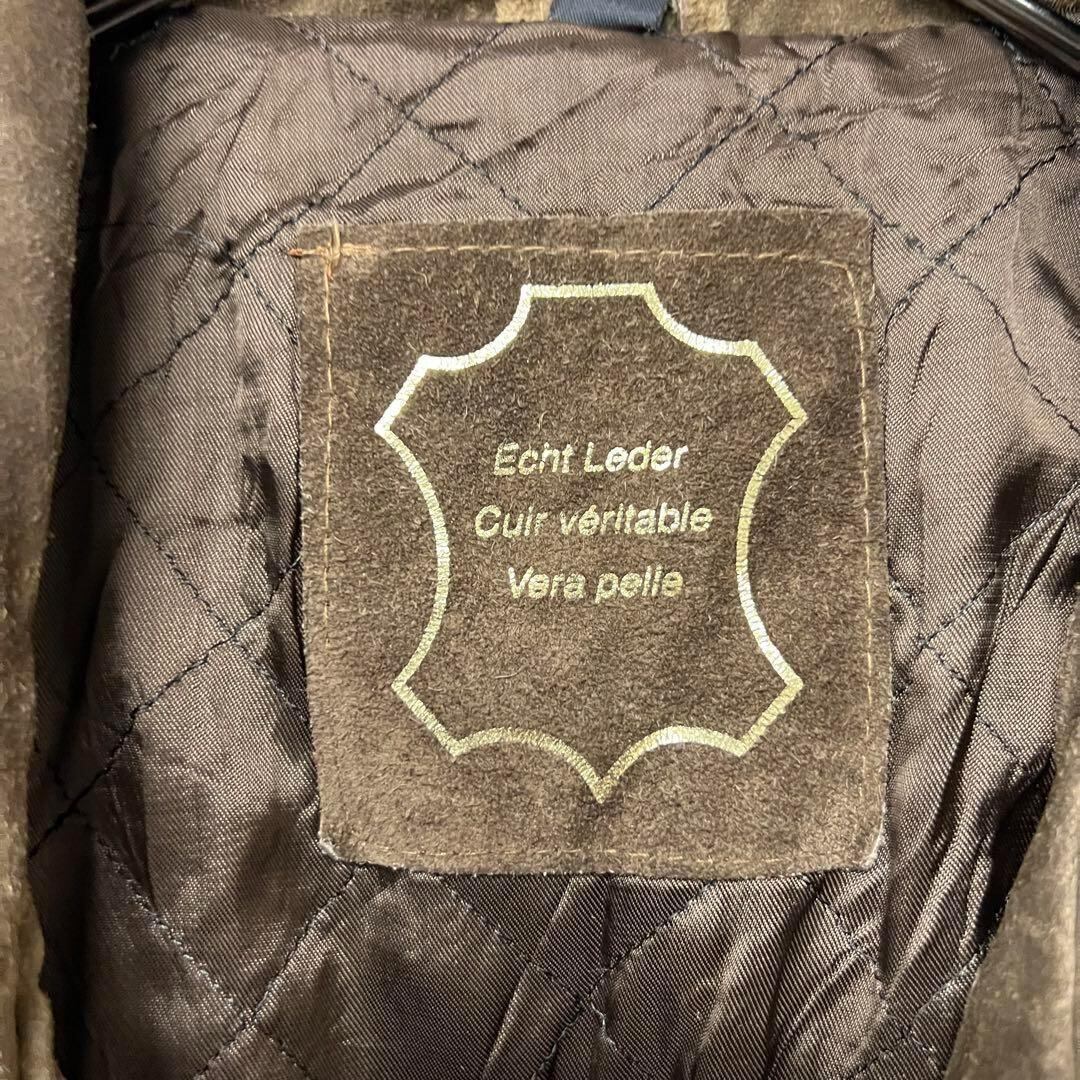 Echt Leder
Cuir véritable
Vera pelle